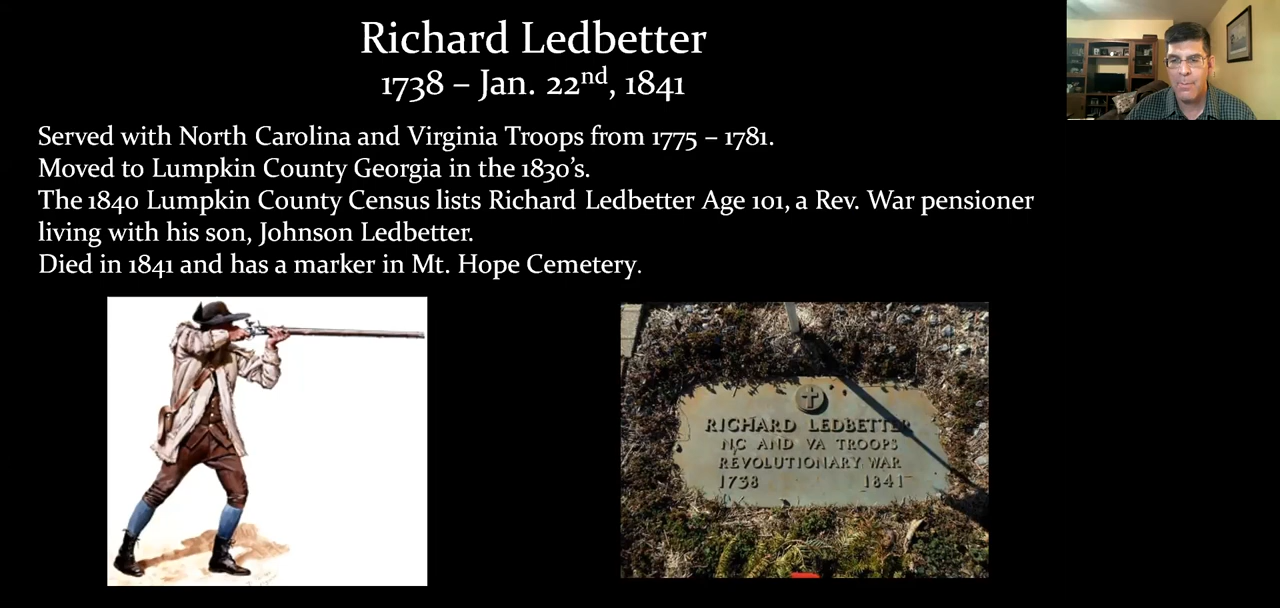 Richard Ledbetter
1738 – Jan. 22nd, 1841
Served with North Carolina and Virginia Troops from 1775 – 1781.
Moved to Lumpkin County Georgia in the 1830's.
The 1840 Lumpkin County Census lists Richard Ledbetter Age 101, a Rev. War pensioner
living with his son, Johnson Ledbetter.
Died in 1841 and has a marker in Mt. Hope Cemetery.
RICHARD LEDBETTER
NC AND VA TROOPS
REVOLUTIONARY WAR
1738 1841